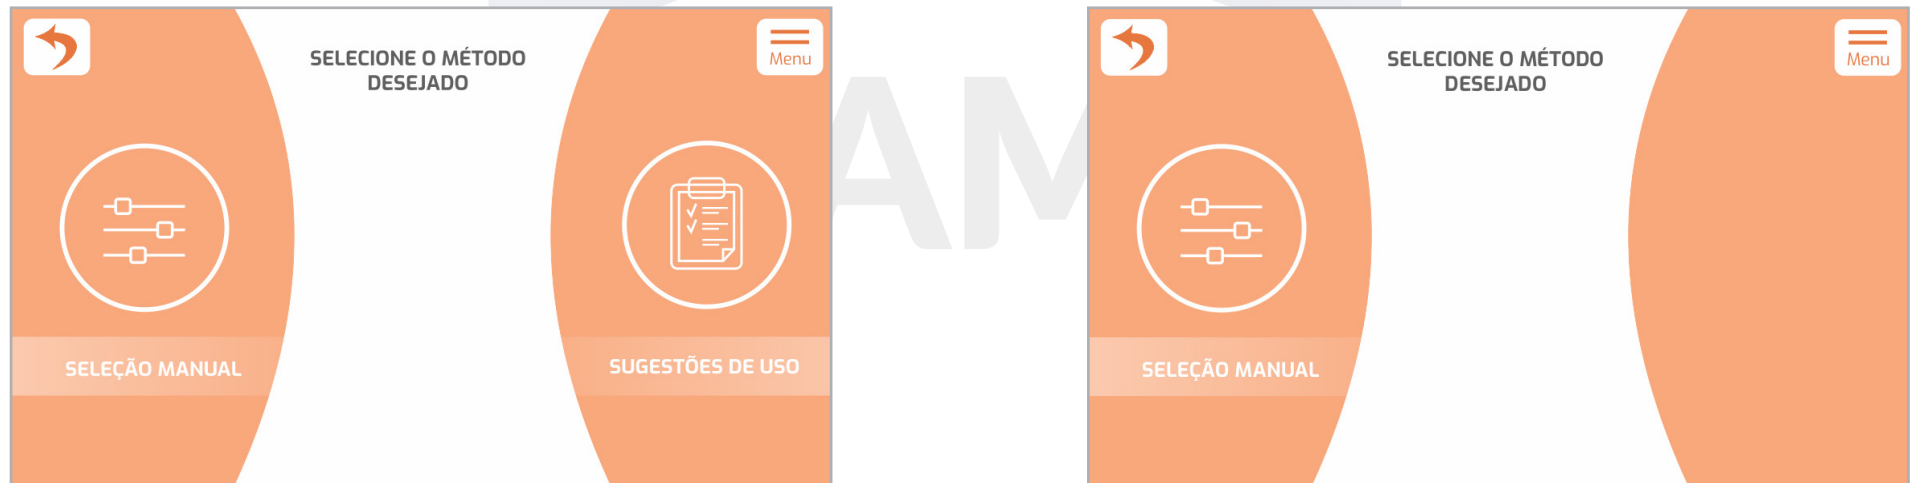 SELECIONE O MÉTODO
DESEJADO
Menu
SELEÇÃO MANUAL
SUGESTÕES DE USO
SELECIONE O MÉTODO
DESEJADO
Menu
SELEÇÃO MANUAL